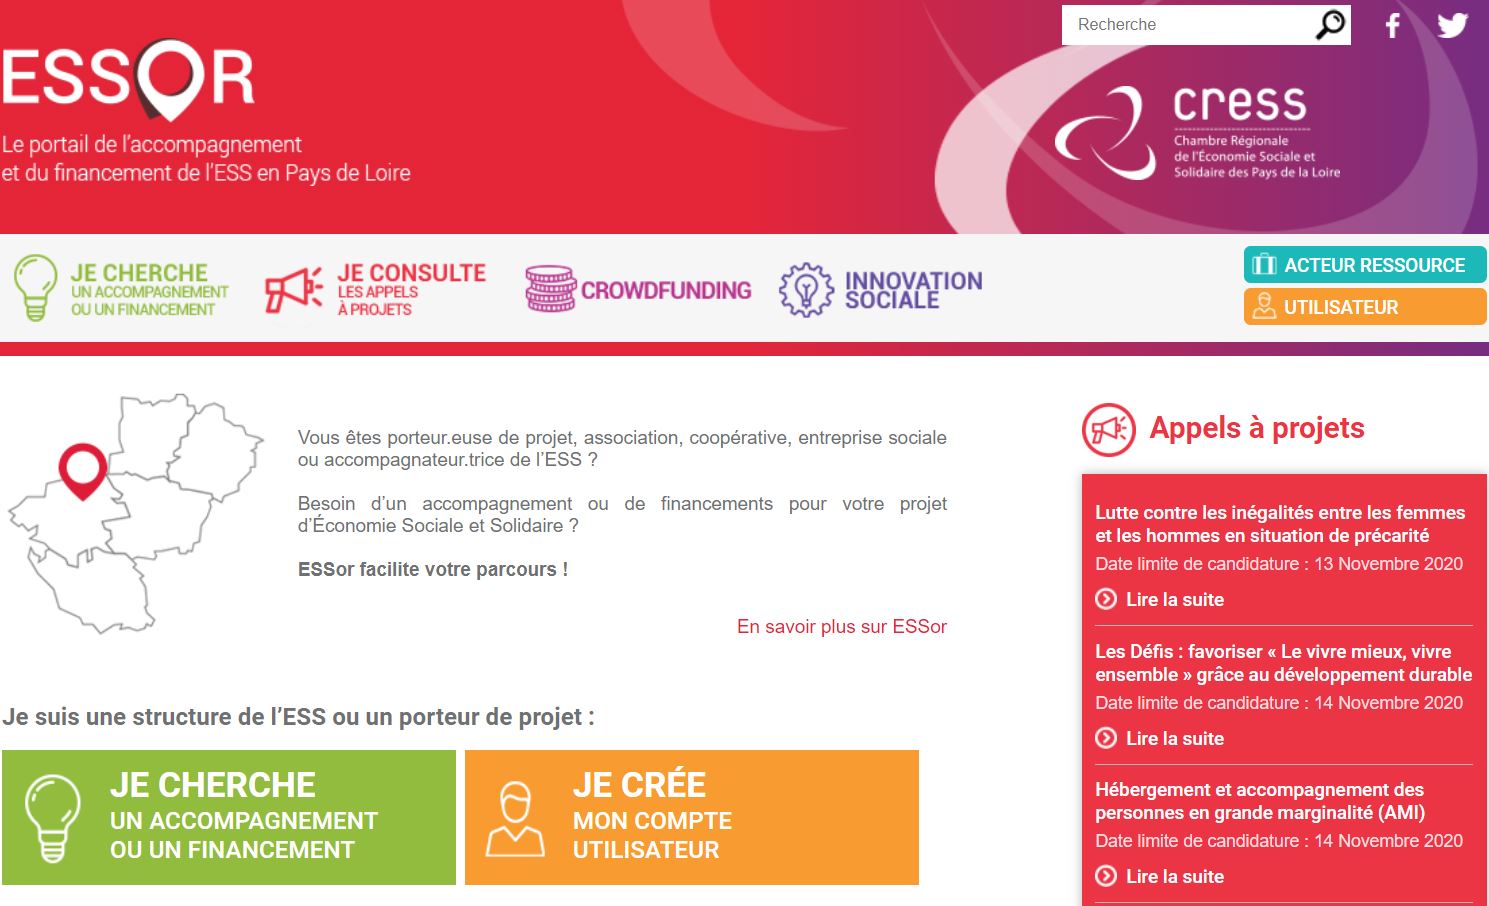 Recherche
ESSOR
Le portail de l'accompagnement
et du financement de l'ESS en Pays de Loire
cress
Chambre Régionale
de l'Économie Sociale et
Solidaire des Pays de la Loire
JE CHERCHE
UN ACCOMPAGNEMENT
OU UN FINANCEMENT
JE CONSULTE
LES APPELS
À PROJETS
CROWDFUNDING
INNOVATION
SOCIALE
ACTEUR RESSOURCE
UTILISATEUR
Vous êtes porteur.euse de projet, association, coopérative, entreprise sociale
ou accompagnateur.trice de l’ESS ?
Besoin d’un accompagnement ou de financements pour votre projet
d’Économie Sociale et Solidaire ?
ESSor facilite votre parcours !
En savoir plus sur ESSor
Je suis une structure de l’ESS ou un porteur de projet :
JE CHERCHE
UN ACCOMPAGNEMENT
OU UN FINANCEMENT
JE CRÉE
MON COMPTE
UTILISATEUR
Appels à projets
Lutte contre les inégalités entre les femmes
et les hommes en situation de précarité
Date limite de candidature : 13 Novembre 2020
Lire la suite
Les Défis : favoriser « Le vivre mieux, vivre
ensemble » grâce au développement durable
Date limite de candidature : 14 Novembre 2020
Lire la suite
Hébergement et accompagnement des
personnes en grande marginalité (AMI)
Date limite de candidature : 14 Novembre 2020
Lire la suite